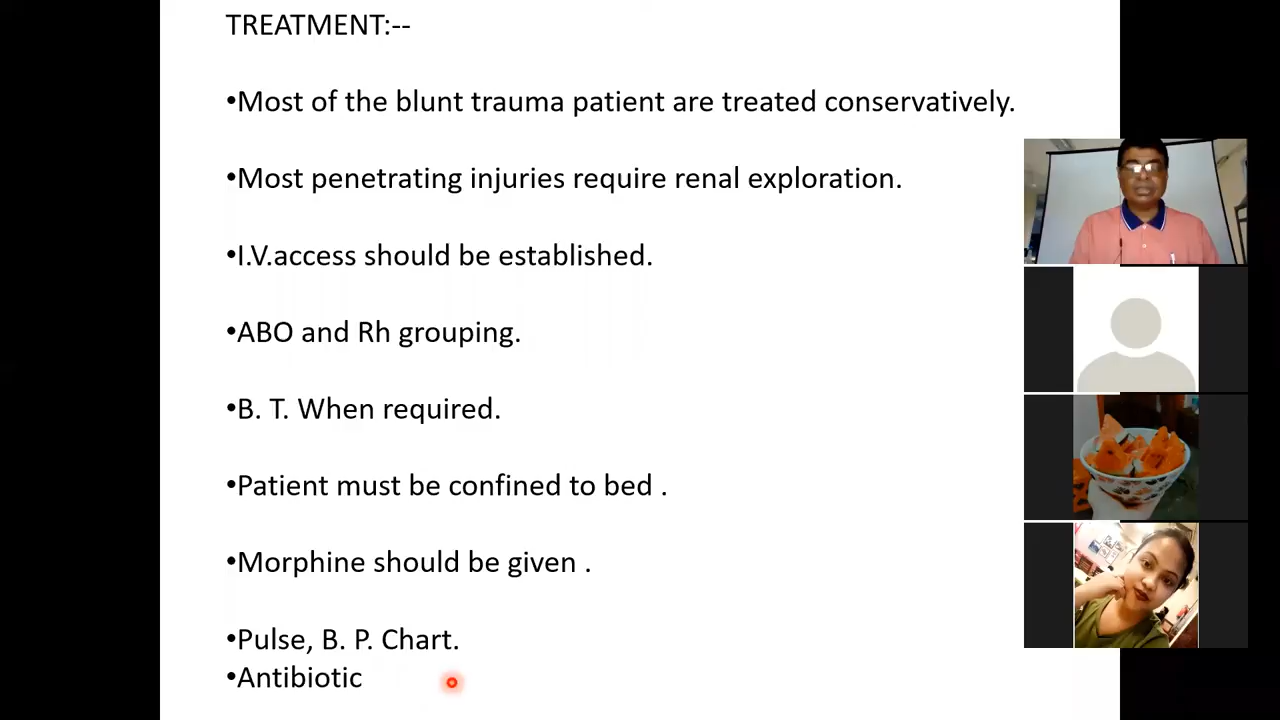 TREATMENT:--
•Most of the blunt trauma patient are treated conservatively.
•Most penetrating injuries require renal exploration.
•I.V.access should be established.
•ABO and Rh grouping.
•B. T. When required.
•Patient must be confined to bed .
•Morphine should be given .
•Pulse, B. P. Chart.
•Antibiotic